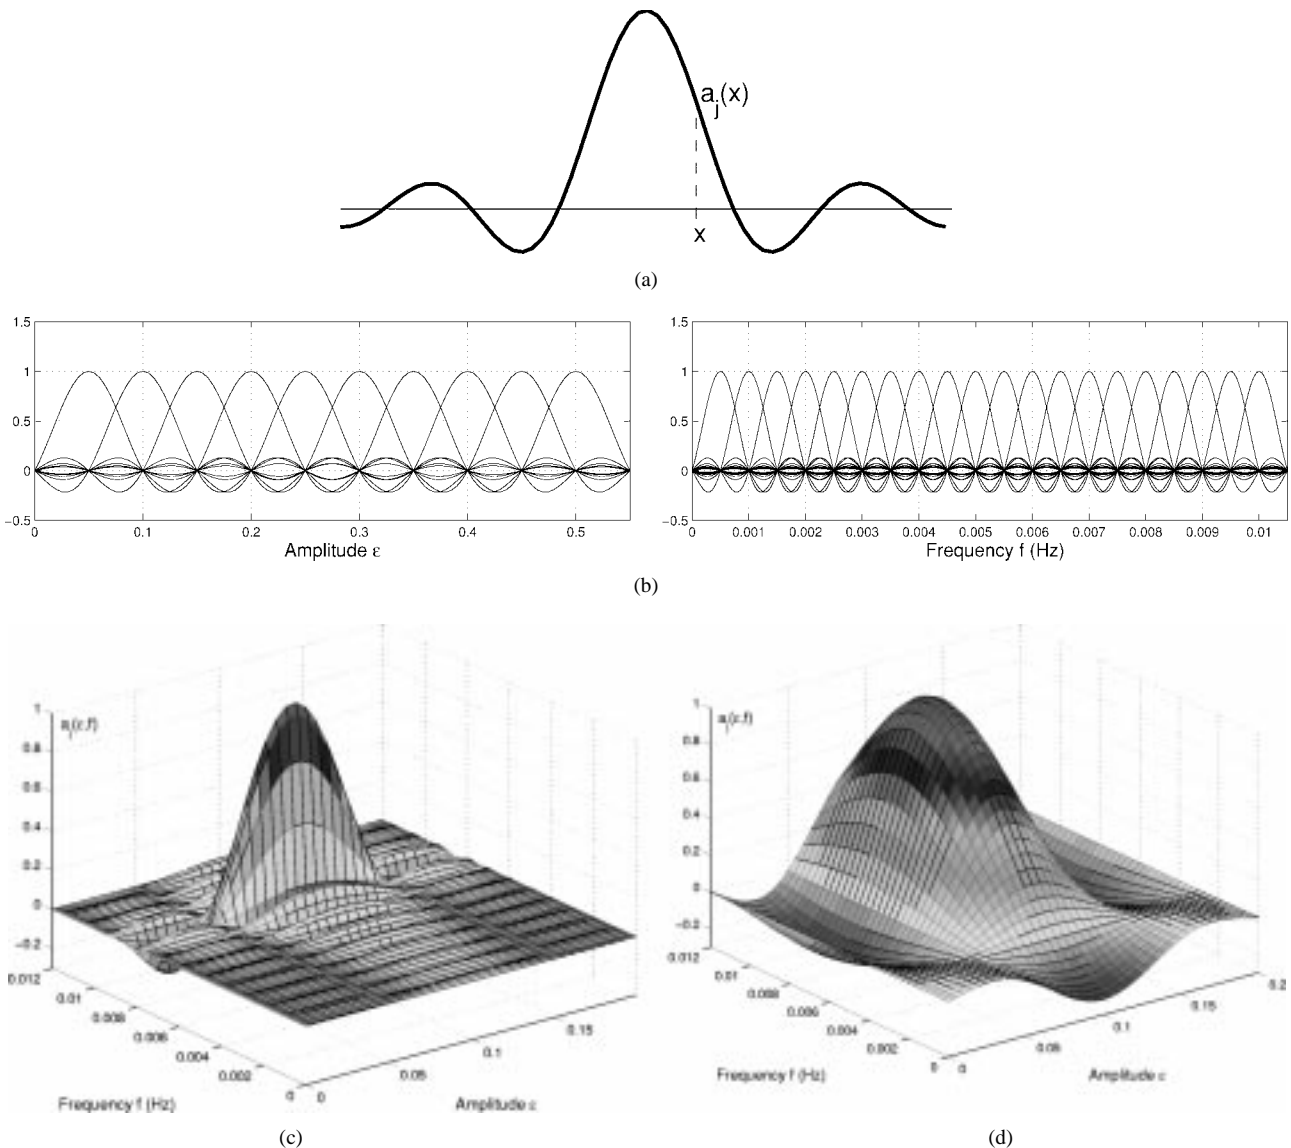 a_j(x)
x
(a)
1.5
1
0.5
0
−0.5
0 0.1 0.2 0.3 0.4 0.5
Amplitude ε
1.5
1
0.5
0
−0.5
0 0.001 0.002 0.003 0.004 0.005 0.006 0.007 0.008 0.009 0.01
Frequency f (Hz)
(b)
1
0.8
0.6
0.4
0.2
0
−0.2
a_j(ε,f)
0.012
0.01
0.008
0.006
0.004
0.002
0
0
0.05
0.1
0.15
Frequency f (Hz)
Amplitude ε
(c)
1
0.8
0.6
0.4
0.2
0
−0.2
a_j(ε,f)
0.012
0.01
0.008
0.006
0.004
0.002
0
0
0.05
0.1
0.15
0.2
Frequency f (Hz)
Amplitude ε
(d)